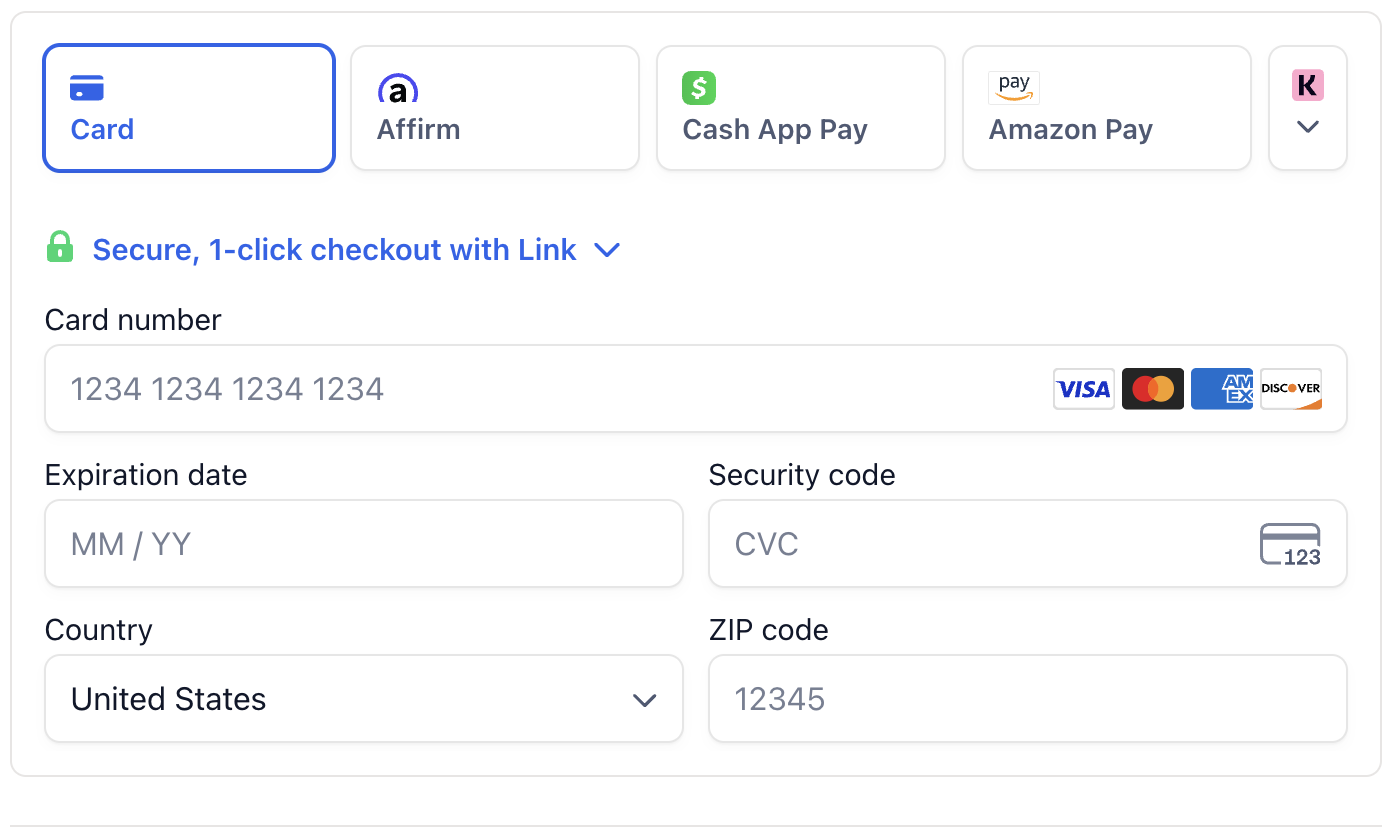 Card
a
Affirm
$
Cash App Pay
pay
Amazon Pay
K
Secure, 1-click checkout with Link
Card number
1234 1234 1234 1234
VISA
AM
EX
DISCOVER
Expiration date
Security code
MM / YY
CVC
123
Country
ZIP code
United States
12345